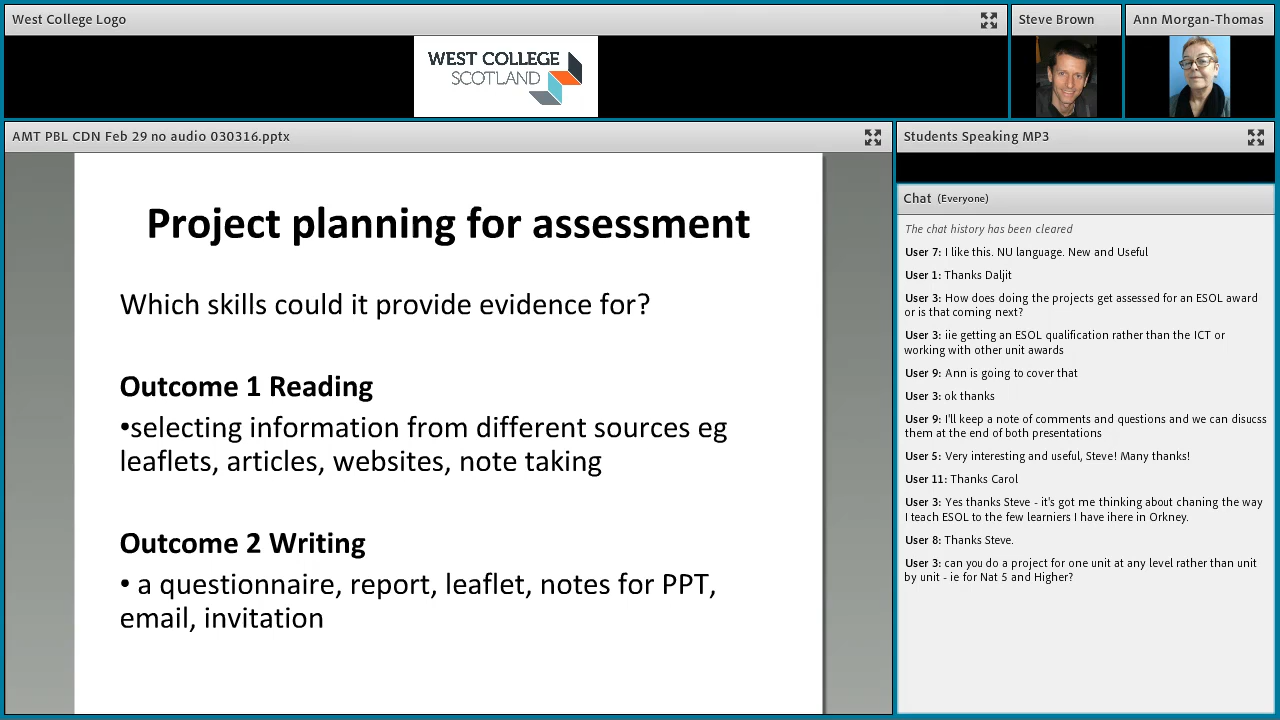 West College Logo
Steve Brown
Ann Morgan-Thomas
WEST COLLEGE
SCOTLAND
AMT PBL CDN Feb 29 no audio 030316.pptx
Project planning for assessment
Which skills could it provide evidence for?
Outcome 1 Reading
•selecting information from different sources eg
leaflets, articles, websites, note taking
Outcome 2 Writing
• a questionnaire, report, leaflet, notes for PPT,
email, invitation
Students Speaking MP3
Chat (Everyone)
The chat history has been cleared
User 7: I like this. NU language. New and Useful
User 1: Thanks Daljit
User 3: How does doing the projects get assessed for an ESOL award
or is that coming next?
User 3: iie getting an ESOL qualification rather than the ICT or
working with other unit awards
User 9: Ann is going to cover that
User 3: ok thanks
User 9: I'll keep a note of comments and questions and we can disucss
them at the end of both presentations
User 5: Very interesting and useful, Steve! Many thanks!
User 11: Thanks Carol
User 3: Yes thanks Steve - it's got me thinking about chaning the way
I teach ESOL to the few learniers I have ihere in Orkney.
User 8: Thanks Steve.
User 3: can you do a project for one unit at any level rather than unit
by unit - ie for Nat 5 and Higher?